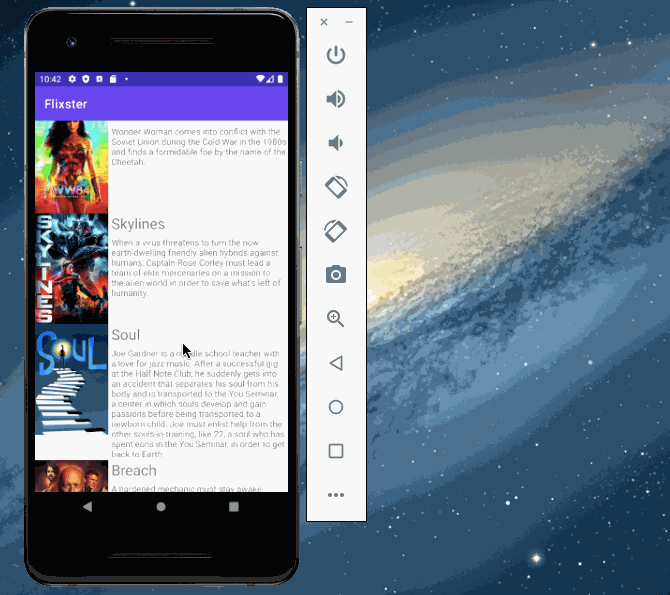 10:42
Flixster
Wonder Woman comes into conflict with the
Soviet Union during the Cold War in the 1980s
and finds a formidable foe by the name of the
Cheetah.
WW84
Skylines
When a virus threatens to turn the now
earth-dwelling friendly alien hybrids against
humans, Captain Rose Corley must lead a
team of elite mercenaries on a mission to
the alien world in order to save what's left of
humanity.
SKYLINES
Soul
Joe Gardner is a middle school teacher with
a love for jazz music. After a successful gig
at the Half Note Club, he suddenly gets into
an accident that separates his soul from his
body and is transported to the You Seminar,
a center in which souls develop and gain
passions before being transported to a
newborn child. Joe must enlist help from the
other souls-in-training, like 22, a soul who has
spent eons in the You Seminar, in order to get
back to Earth.
SOUL
Breach
A hardened mechanic must stay awake